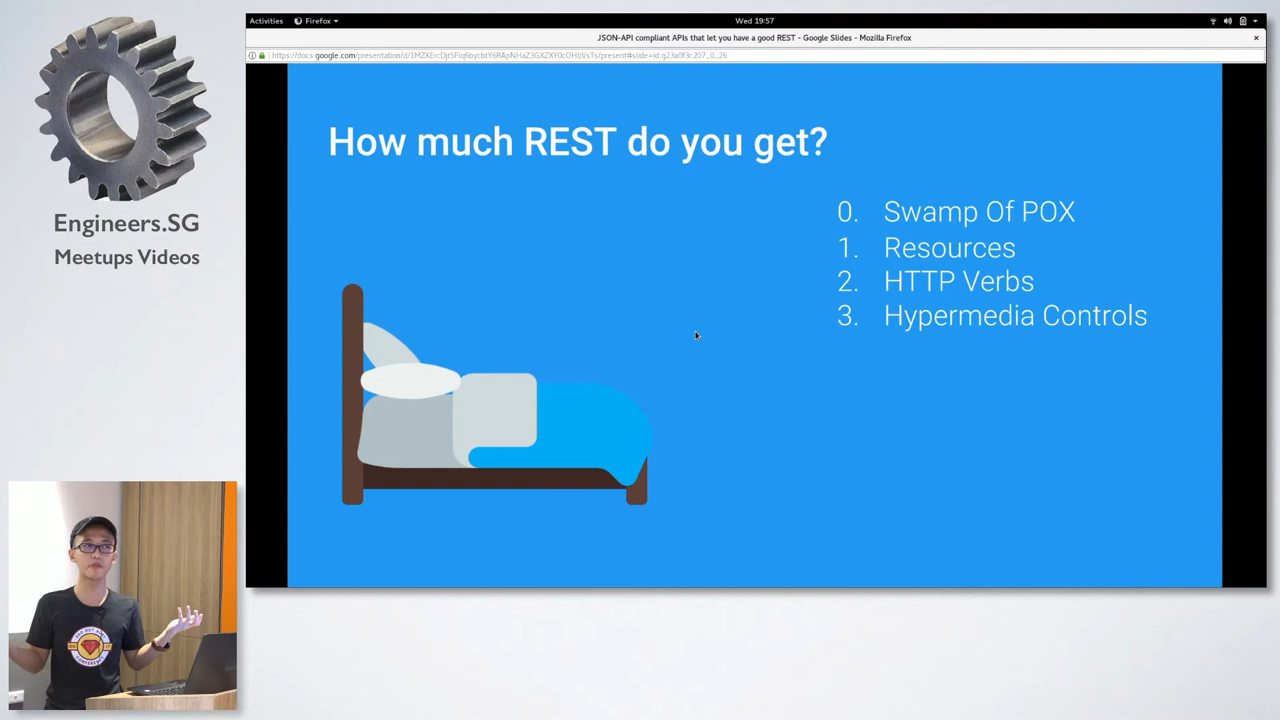 Activities
Firefox
Wed 19:57
JSON-API compliant APIs that let you have a good REST - Google Slides - Mozilla Firefox
Engineers.SG
Meetups Videos
How much REST do you get?
0. Swamp Of POX
1. Resources
2. HTTP Verbs
3. Hypermedia Controls
CONFERENCE